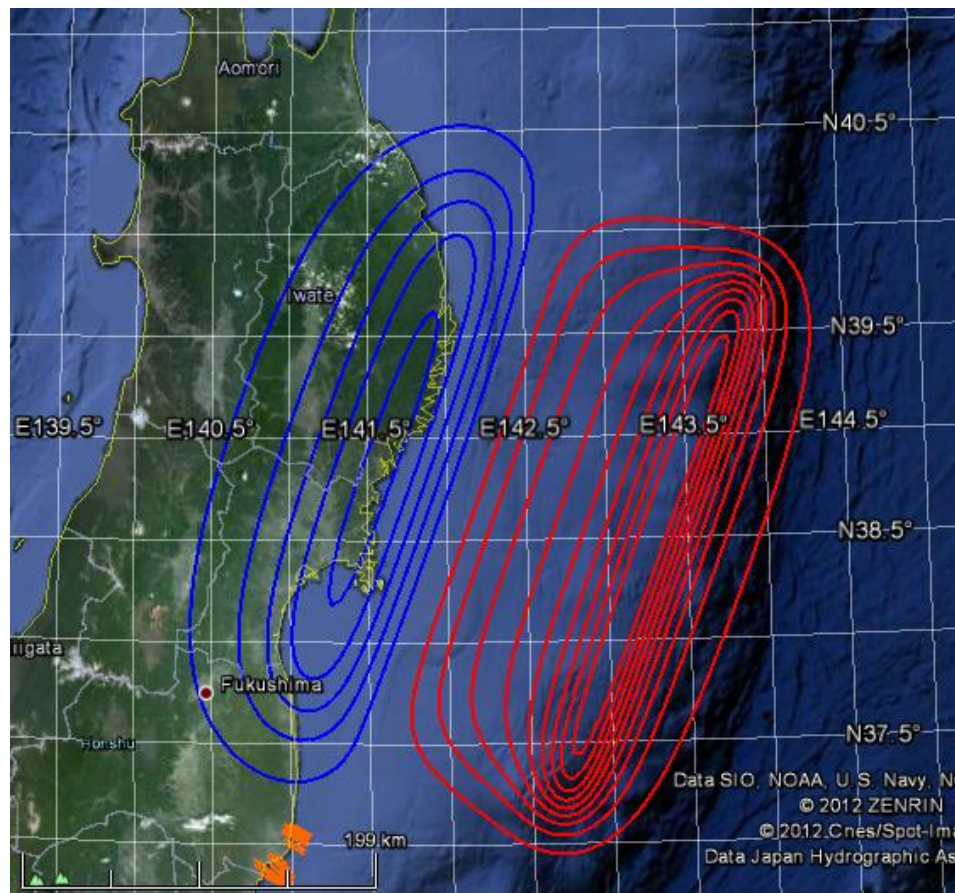 Aomori
N40.5°
Iwate
N39.5°
E139.5° E140.5° E141.5° E142.5° E143.5° E144.5°
N38.5°
iigata
Fukushima
N37.5°
Honshu
Data SIO, NOAA, U.S. Navy, N
© 2012 ZENRIN
199 km
© 2012 Cnes/Spot Ima
Data Japan Hydrographic As